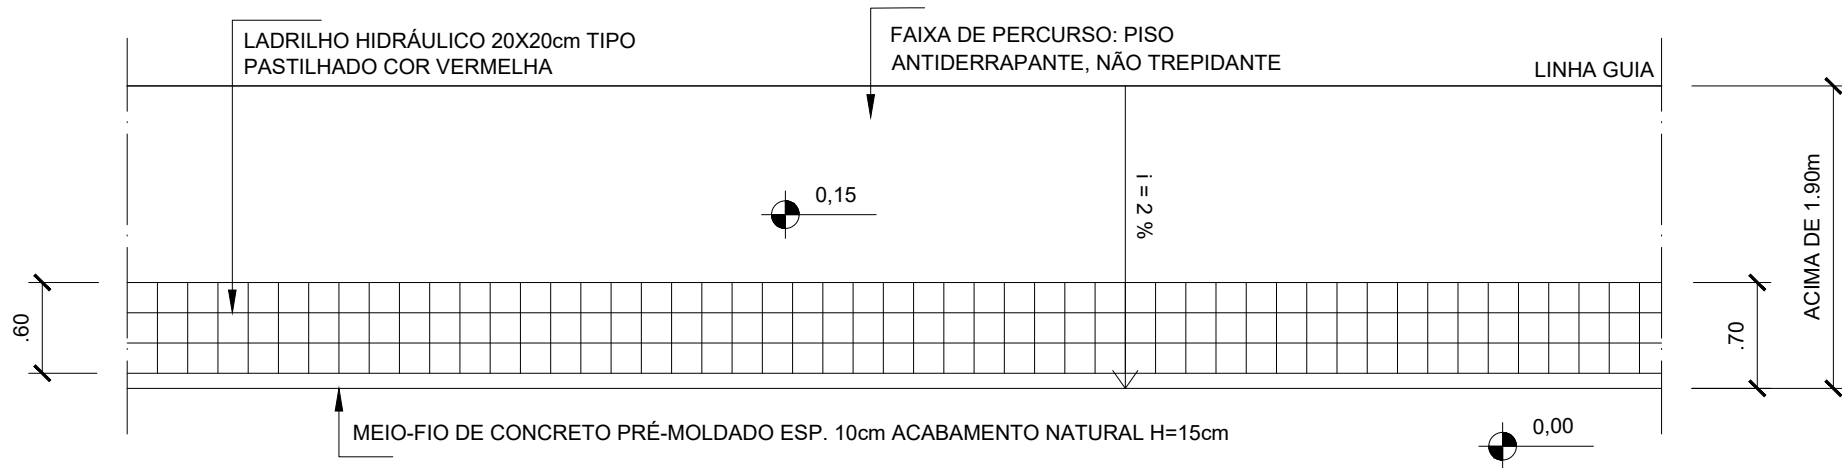 LADRILHO HIDRÁULICO 20X20cm TIPO
PASTILHADO COR VERMELHA
FAIXA DE PERCURSO: PISO
ANTIDERRAPANTE, NÃO TREPIDANTE
LINHA GUIA
0,15
i = 2 %
ACIMA DE 1.90m
.60
.70
MEIO-FIO DE CONCRETO PRÉ-MOLDADO ESP. 10cm ACABAMENTO NATURAL H=15cm
0,00